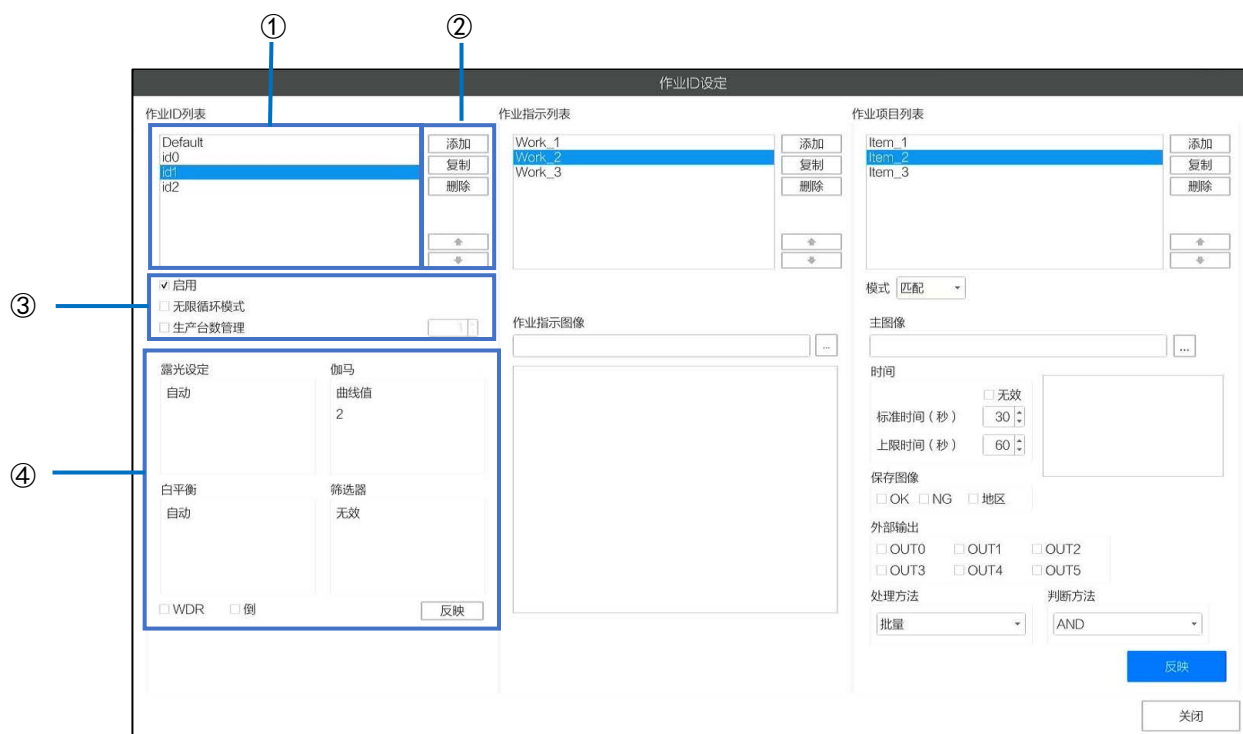 ① ②
作业ID设定
作业ID列表
Default
id0
id1
id2
添加
复制
删除
③
启用
无限循环模式
生产台数管理 1
④
露光设定
自动
伽马
曲线值
2
白平衡
自动
筛选器
无效
WDR 倒 反映
作业指示列表
Work_1
Work_2
Work_3
添加
复制
删除
作业指示图像
...
作业项目列表
Item_1
Item_2
Item_3
添加
复制
删除
模式 匹配
主图像
...
时间
无效
标准时间（秒） 30
上限时间（秒） 60
保存图像
OK NG 地区
外部输出
OUT0 OUT1 OUT2
OUT3 OUT4 OUT5
处理方法 判断方法
批量 AND
反映
关闭